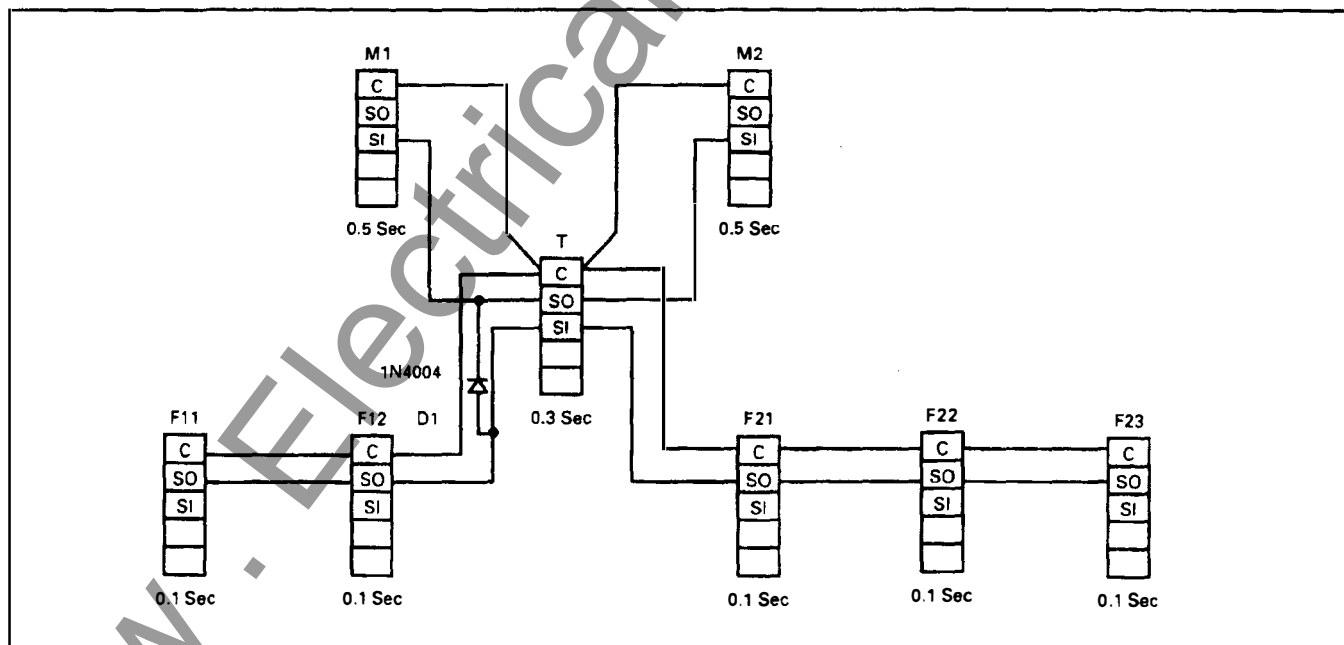 M1
C
SO
SI
0.5 Sec
M2
C
SO
SI
0.5 Sec
T
C
SO
SI
0.3 Sec
1N4004
D1
F11
C
SO
SI
0.1 Sec
F12
C
SO
SI
0.1 Sec
F21
C
SO
SI
0.1 Sec
F22
C
SO
SI
0.1 Sec
F23
C
SO
SI
0.1 Sec
w . Electrical